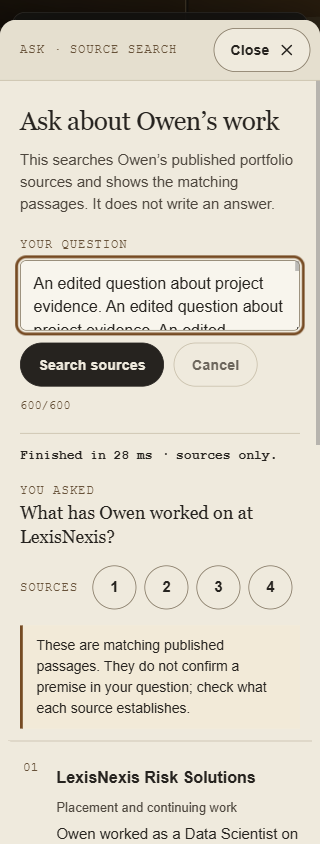 ASK · SOURCE SEARCH
Close ×
Ask about Owen’s work
This searches Owen’s published portfolio
sources and shows the matching
passages. It does not write an answer.
YOUR QUESTION
An edited question about project
evidence. An edited question about
project evidence. An edited
Search sources
Cancel
600/600
Finished in 28 ms · sources only.
YOU ASKED
What has Owen worked on at
LexisNexis?
SOURCES 1 2 3 4
These are matching published
passages. They do not confirm a
premise in your question; check what
each source establishes.
01
LexisNexis Risk Solutions
Placement and continuing work
Owen worked as a Data Scientist on